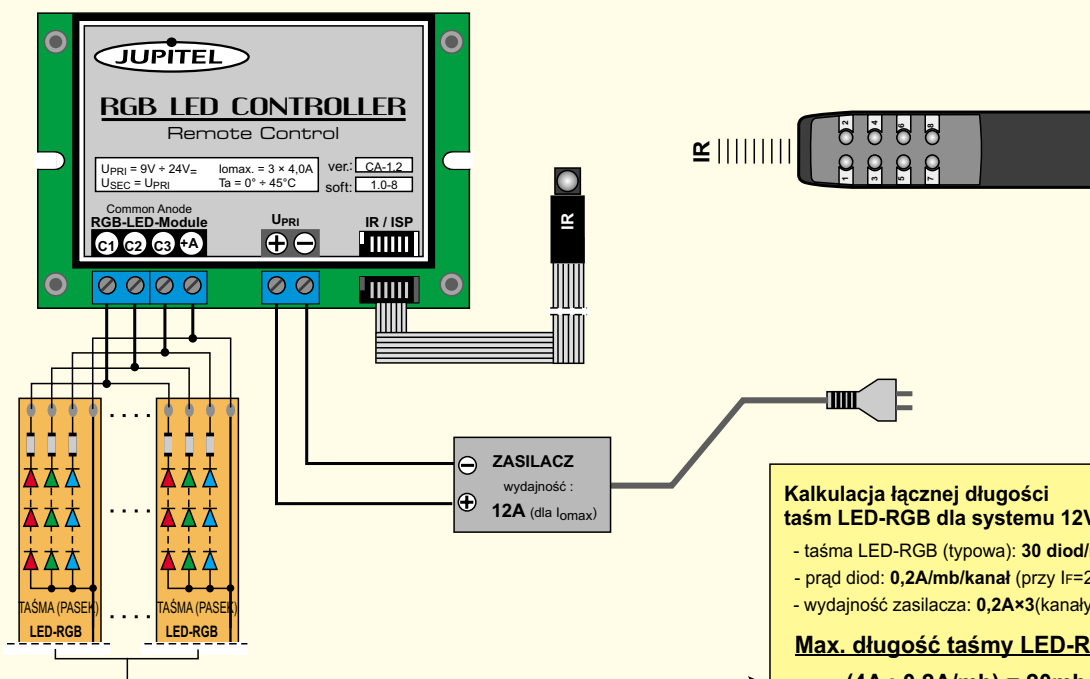 JUPITEL
RGB LED CONTROLLER
Remote Control
UPRI = 9V ÷ 24V= Iomax. = 3 × 4,0A
USEC = UPRI Ta = 0° ÷ 45°C
ver.: CA-1.2
soft: 1.0-8
Common Anode
RGB-LED-Module
C1 C2 C3 +A
UPRI
+ −
IR / ISP
IR
IR
2 4 6 8
1 3 5 7
− ZASILACZ
wydajność :
+ 12A (dla Iomax)
TAŚMA (PASEK)
LED-RGB
TAŚMA (PASEK)
LED-RGB
Kalkulacja łącznej długości
taśm LED-RGB dla systemu 12V
- taśma LED-RGB (typowa): 30 diod/
- prąd diod: 0,2A/mb/kanał (przy IF=2
- wydajność zasilacza: 0,2A×3(kanały
Max. długość taśmy LED-R